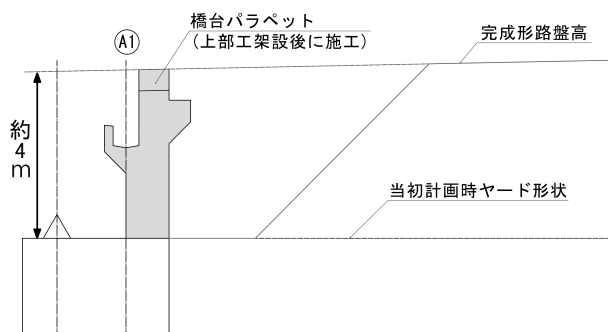 橋台パラペット
（上部工架設後に施工）
A1
完成形路盤高
約4m
当初計画時ヤード形状